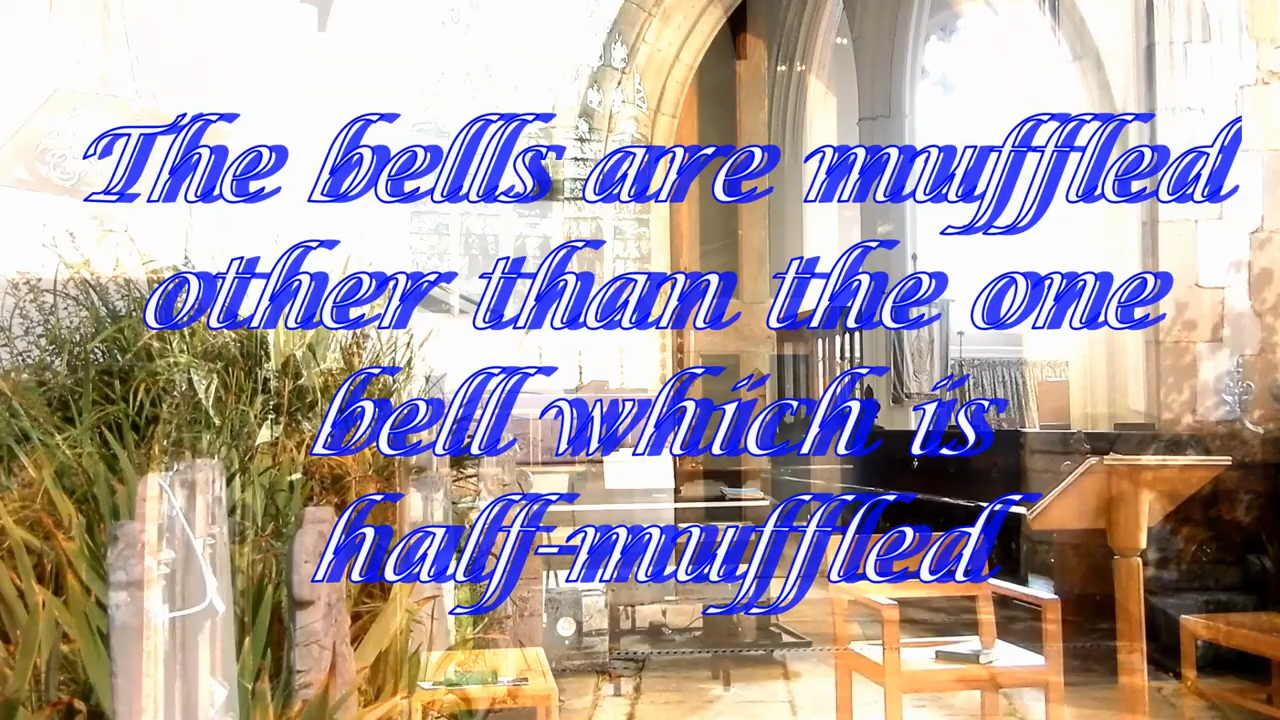 The bells are muffled
other than the one
bell which is
half-muffled